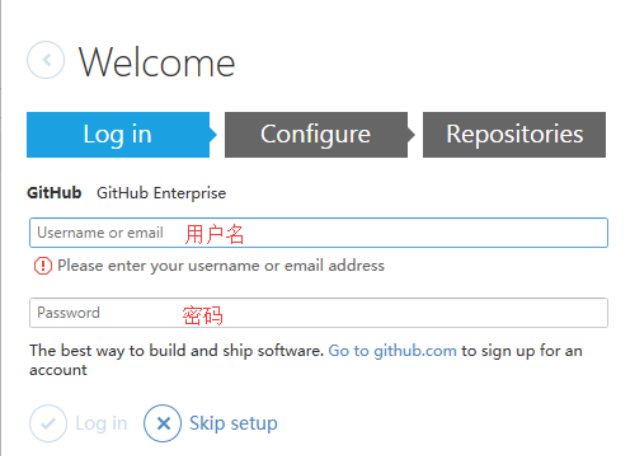 Welcome
Log in Configure Repositories
GitHub GitHub Enterprise
Username or email 用户名
Please enter your username or email address
Password 密码
The best way to build and ship software. Go to github.com to sign up for an
account
Log in Skip setup